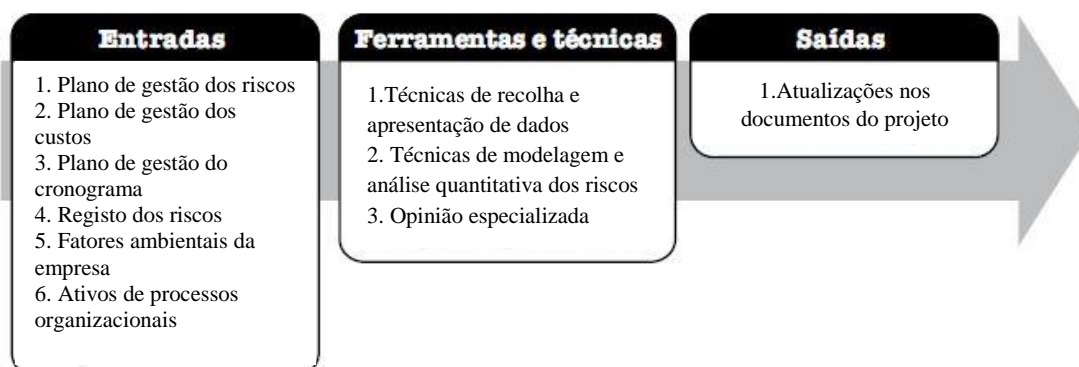 Entradas
1. Plano de gestão dos riscos
2. Plano de gestão dos
custos
3. Plano de gestão do
cronograma
4. Registo dos riscos
5. Fatores ambientais da
empresa
6. Ativos de processos
organizacionais
Ferramentas e técnicas
1.Técnicas de recolha e
apresentação de dados
2. Técnicas de modelagem e
análise quantitativa dos riscos
3. Opinião especializada
Saídas
1.Atualizações nos
documentos do projeto